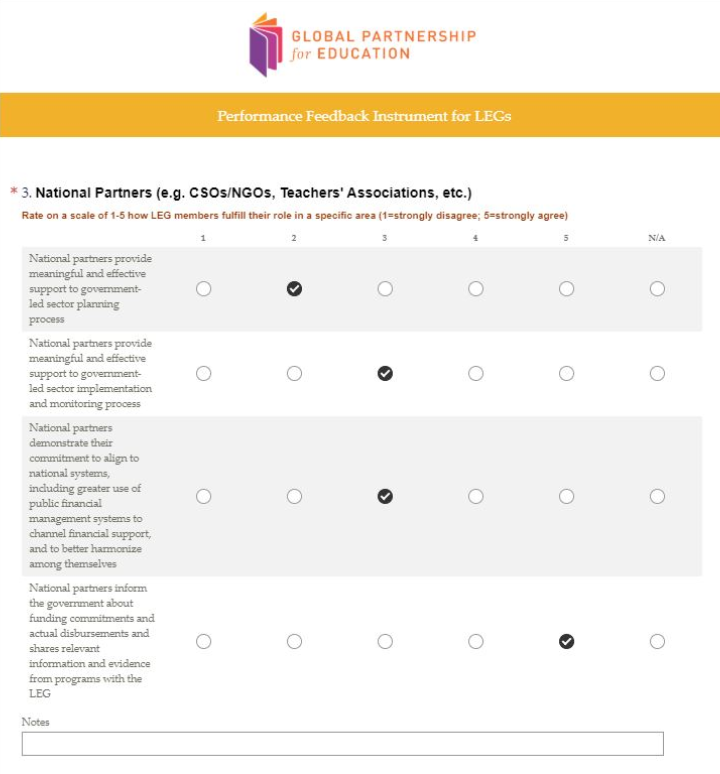 GLOBAL PARTNERSHIP
for EDUCATION
Performance Feedback Instrument for LEGs
* 3. National Partners (e.g. CSOs/NGOs, Teachers' Associations, etc.)
Rate on a scale of 1-5 how LEG members fulfill their role in a specific area (1=strongly disagree; 5=strongly agree)
1 2 3 4 5 N/A
National partners provide
meaningful and effective
support to government-
led sector planning
process
National partners provide
meaningful and effective
support to government-
led sector implementation
and monitoring process
National partners
demonstrate their
commitment to align to
national systems,
including greater use of
public financial
management systems to
channel financial support,
and to better harmonize
among themselves
National partners inform
the government about
funding commitments and
actual disbursements and
shares relevant
information and evidence
from programs with the
LEG
Notes